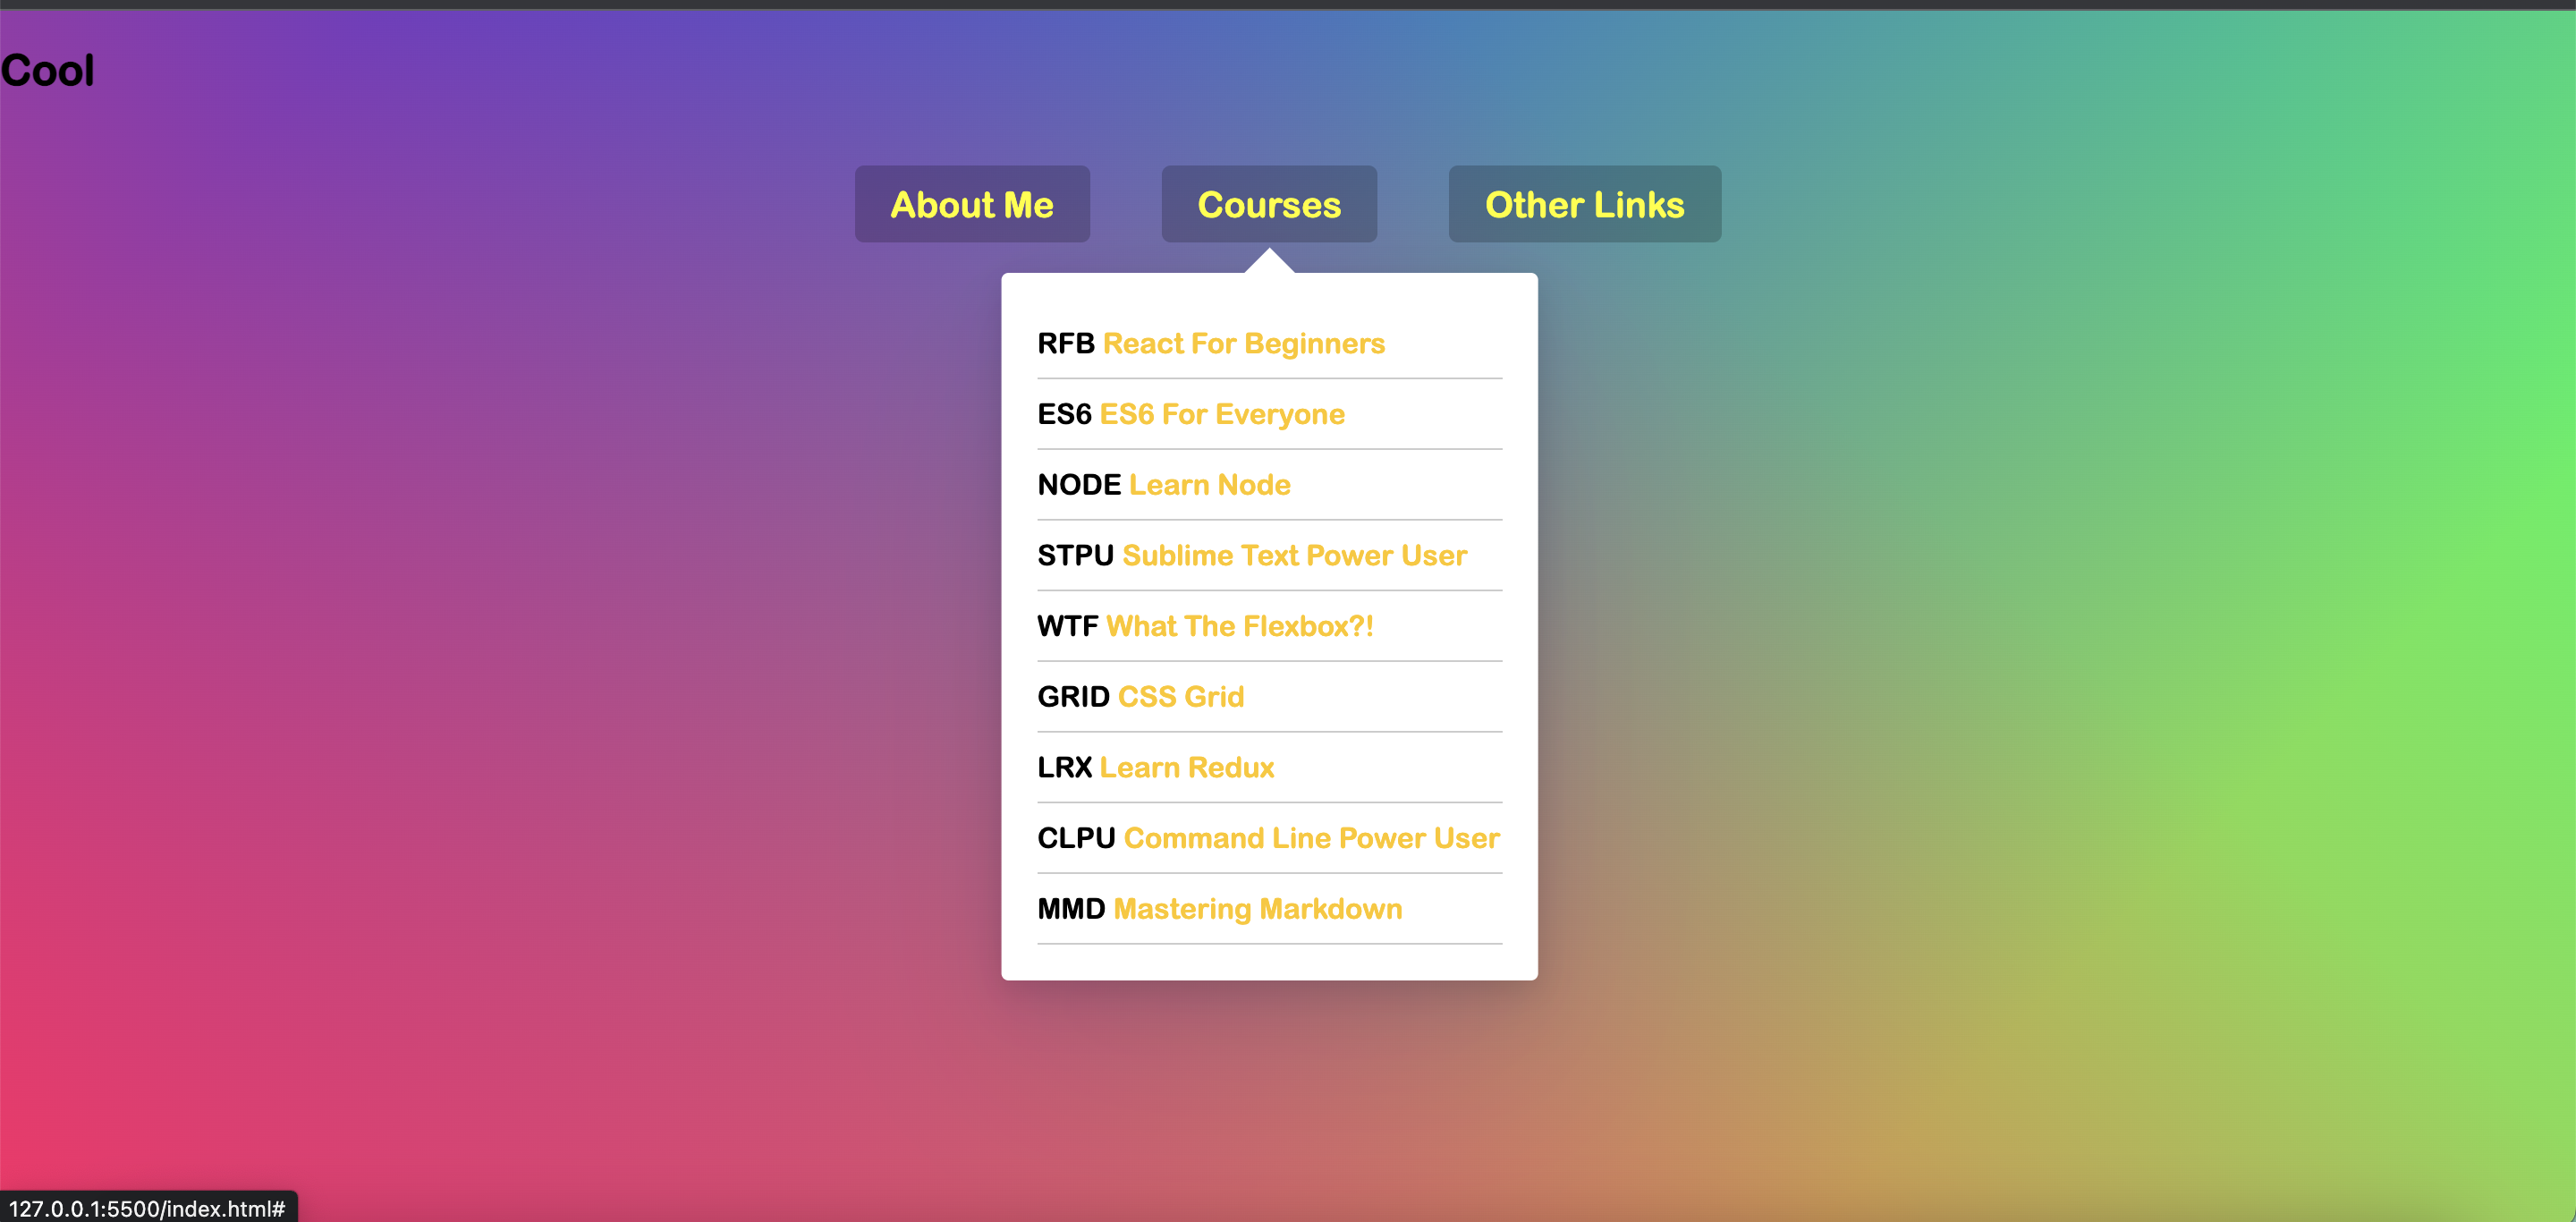 Cool
About Me
Courses
Other Links
RFB React For Beginners
ES6 ES6 For Everyone
NODE Learn Node
STPU Sublime Text Power User
WTF What The Flexbox?!
GRID CSS Grid
LRX Learn Redux
CLPU Command Line Power User
MMD Mastering Markdown
127.0.0.1:5500/index.html#